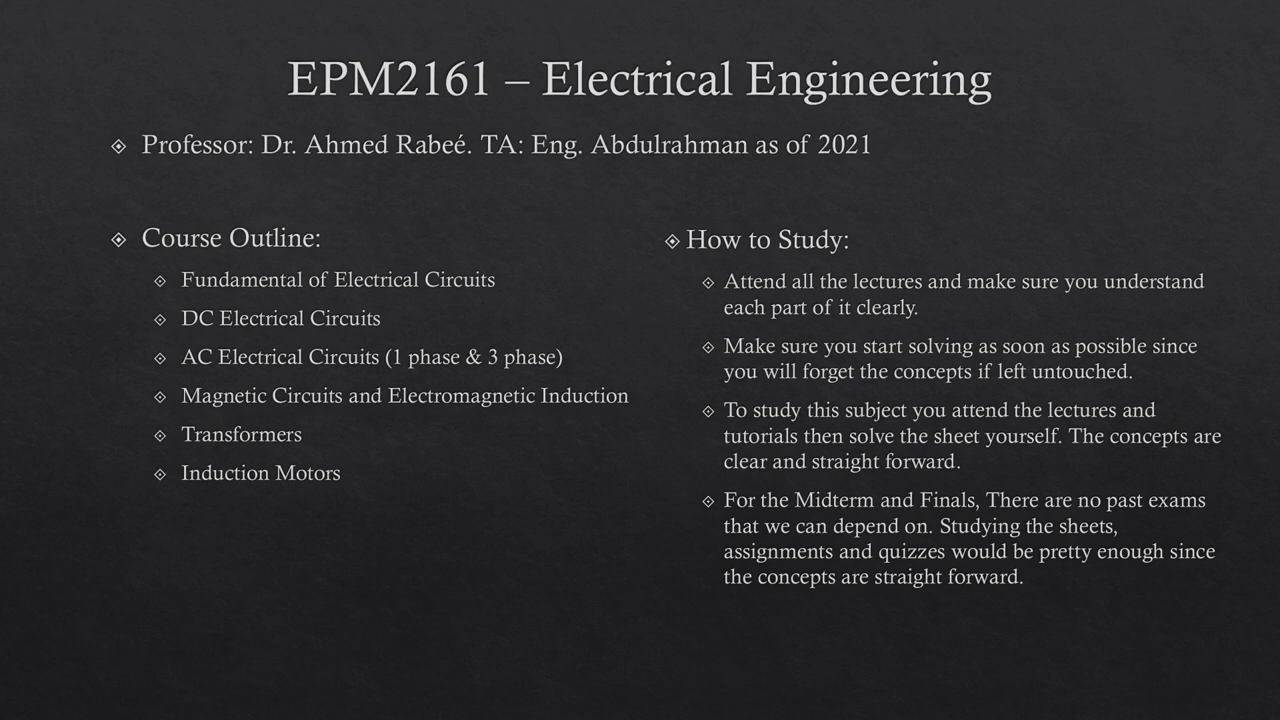 EPM2161 – Electrical Engineering
Professor: Dr. Ahmed Rabeé. TA: Eng. Abdulrahman as of 2021
Course Outline:
Fundamental of Electrical Circuits
DC Electrical Circuits
AC Electrical Circuits (1 phase & 3 phase)
Magnetic Circuits and Electromagnetic Induction
Transformers
Induction Motors
How to Study:
Attend all the lectures and make sure you understand
each part of it clearly.
Make sure you start solving as soon as possible since
you will forget the concepts if left untouched.
To study this subject you attend the lectures and
tutorials then solve the sheet yourself. The concepts are
clear and straight forward.
For the Midterm and Finals, There are no past exams
that we can depend on. Studying the sheets,
assignments and quizzes would be pretty enough since
the concepts are straight forward.